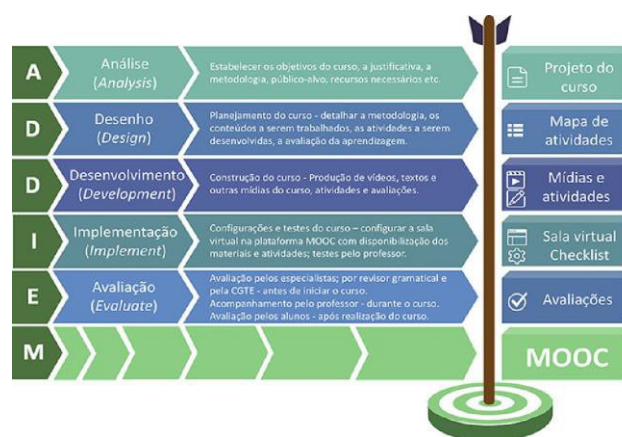 A
Análise
(Analysis)
Estabelecer os objetivos do curso, a justificativa, a
metodologia, público-alvo, recursos necessários etc.
Projeto do
curso
D
Desenho
(Design)
Planejamento do curso - detalhar a metodologia, os
conteúdos a serem trabalhados, as atividades a serem
desenvolvidas, a avaliação da aprendizagem.
Mapa de
atividades
D
Desenvolvimento
(Development)
Construção do curso - Produção de vídeos, textos e
outras mídias do curso, atividades e avaliações.
Mídias e
atividades
I
Implementação
(Implement)
Configurações e testes do curso – configurar a sala
virtual na plataforma MOOC com disponibilização dos
materiais e atividades; testes pelo professor.
Sala virtual
Checklist
E
Avaliação
(Evaluate)
Avaliação pelos especialistas; por revisor gramatical e
pela CGTE - antes de iniciar o curso.
Acompanhamento pelo professor - durante o curso.
Avaliação pelos alunos - após realização do curso.
Avaliações
M
MOOC